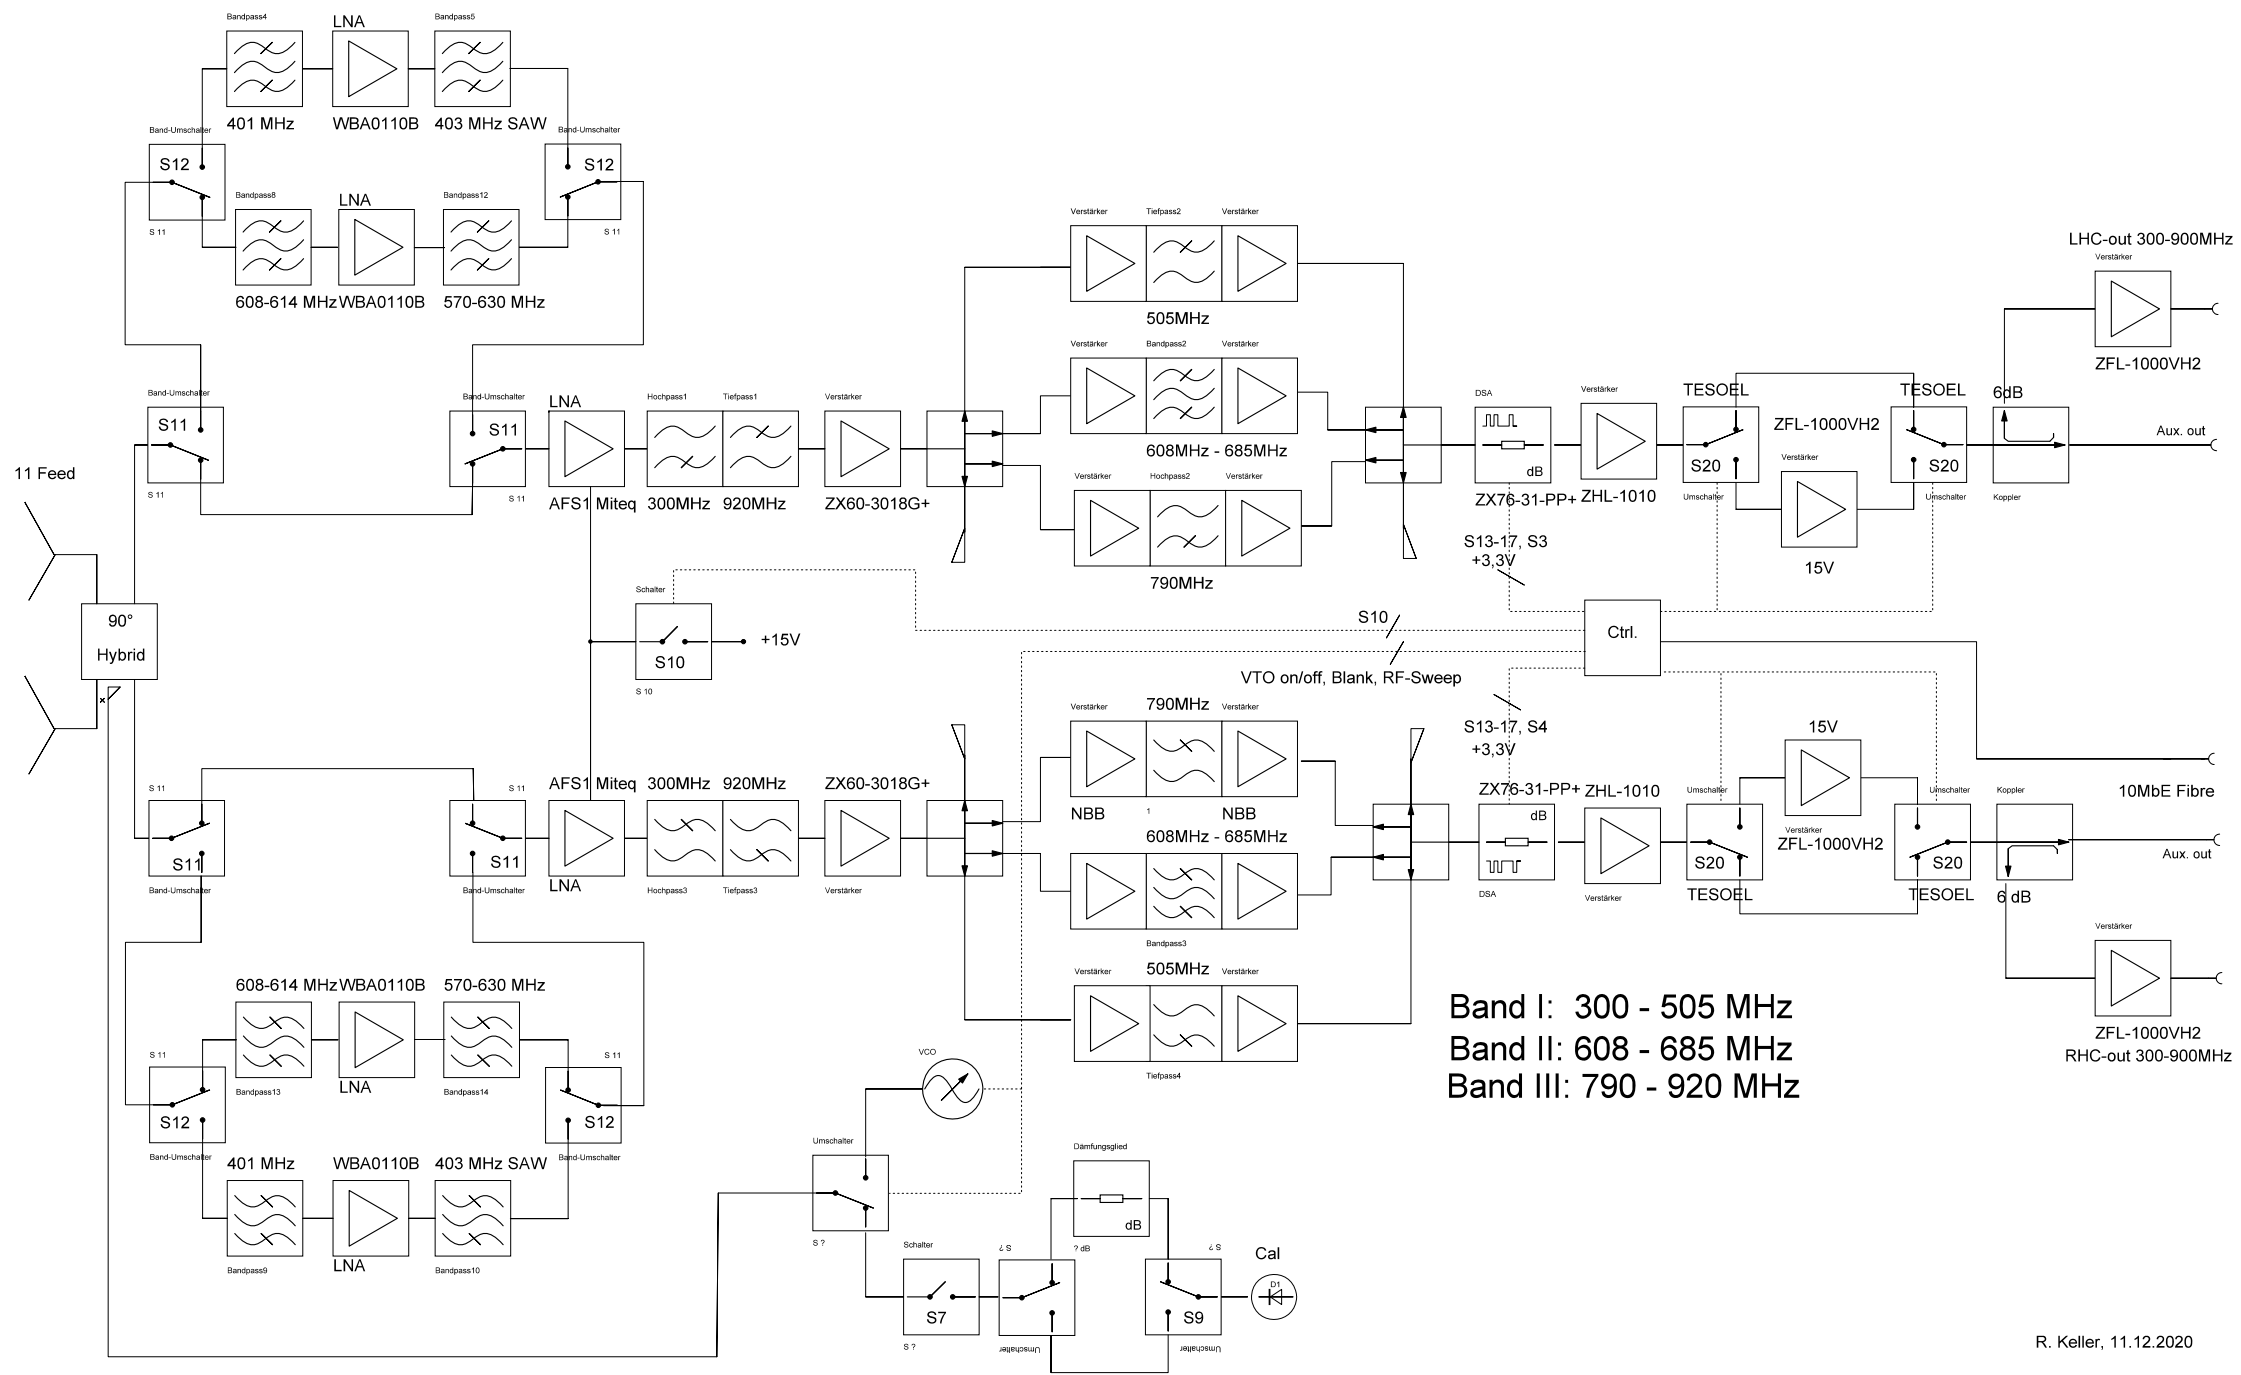 Bandpass4
LNA
Bandpass5
401 MHz
WBA0110B
403 MHz SAW
Band-Umschalter
Band-Umschalter
S12
S12
Bandpass8
LNA
Bandpass12
S 11
S 11
608-614 MHz
WBA0110B
570-630 MHz
Verstärker
Tiefpass2
Verstärker
505MHz
LHC-out 300-900MHz
Verstärker
ZFL-1000VH2
Verstärker
Bandpass2
Verstärker
608MHz - 685MHz
Band-Umschalter
S11
S 11
Band-Umschalter
S11
S 11
LNA
AFS1 Miteq
Hochpass1
300MHz
Tiefpass1
920MHz
Verstärker
ZX60-3018G+
Verstärker
Hochpass2
Verstärker
790MHz
DSA
dB
ZX76-31-PP+
Verstärker
ZHL-1010
TESOEL
S20
Umschalter
ZFL-1000VH2
Verstärker
15V
TESOEL
S20
Umschalter
6dB
Koppler
Aux. out
11 Feed
S13-17, S3
+3,3V
90°
Hybrid
Schalter
S10
S 10
+15V
S10
Ctrl.
VTO on/off, Blank, RF-Sweep
S13-17, S4
+3,3V
S 11
S11
Band-Umschalter
S 11
S11
Band-Umschalter
AFS1 Miteq
LNA
300MHz
Hochpass3
920MHz
Tiefpass3
ZX60-3018G+
Verstärker
Verstärker
790MHz
Verstärker
NBB
1
NBB
608MHz - 685MHz
Bandpass3
Verstärker
505MHz
Verstärker
Tiefpass4
ZX76-31-PP+
dB
DSA
ZHL-1010
Verstärker
Umschalter
S20
TESOEL
15V
Verstärker
ZFL-1000VH2
Umschalter
S20
TESOEL
Koppler
6 dB
10MbE Fibre
Aux. out
Verstärker
ZFL-1000VH2
RHC-out 300-900MHz
608-614 MHz
WBA0110B
570-630 MHz
Bandpass13
LNA
Bandpass14
S 11
S 11
S12
S12
Band-Umschalter
Band-Umschalter
401 MHz
WBA0110B
403 MHz SAW
Bandpass9
LNA
Bandpass10
Band I: 300 - 505 MHz
Band II: 608 - 685 MHz
Band III: 790 - 920 MHz
VCO
Umschalter
S ?
Schalter
S7
S ?
Dämfungsglied
dB
? dB
S ?
Umschalter
S ?
S9
Umschalter
Cal
D1
R. Keller, 11.12.2020